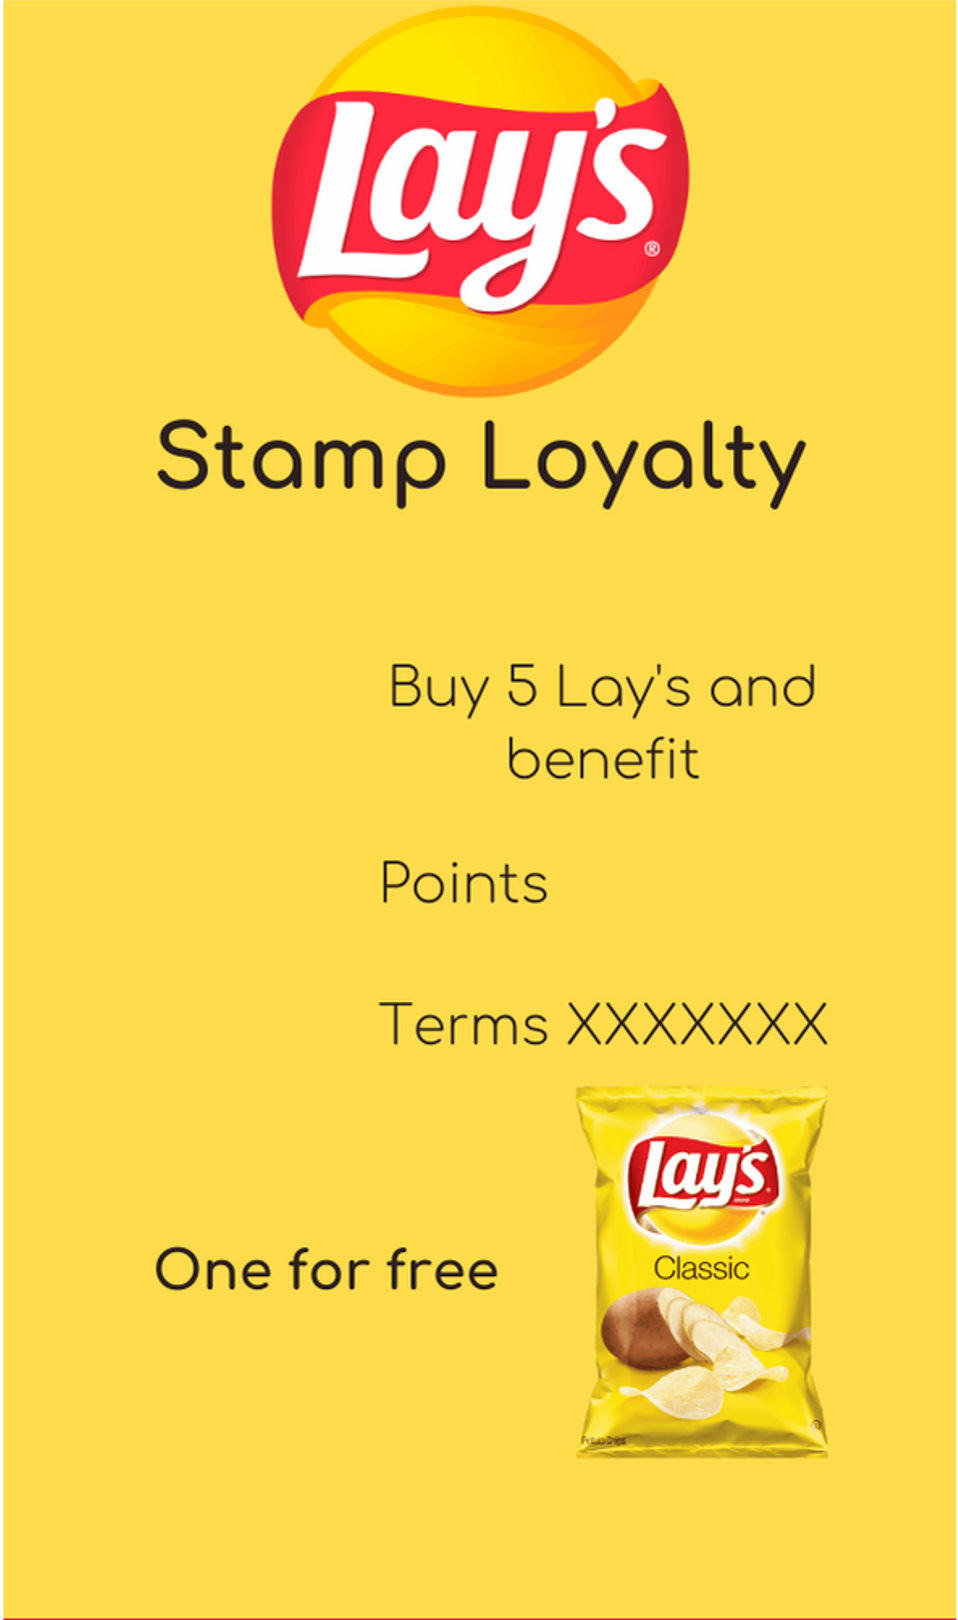 Lay's
®
Stamp Loyalty
Buy 5 Lay's and
benefit
Points
Terms XXXXXXX
Lay's
Classic
One for free
Potato Chips